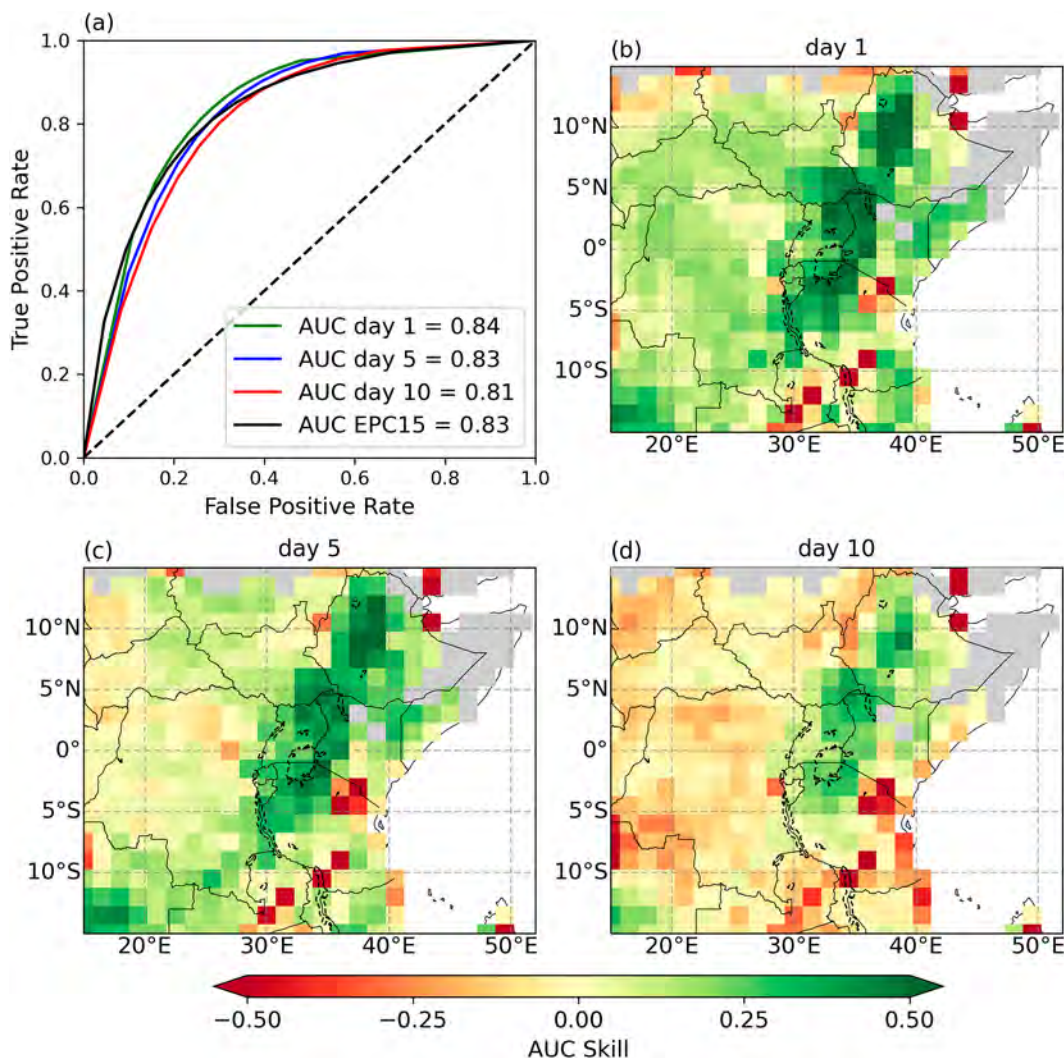 (a)
1.0
0.8
0.6
0.4
0.2
0.0
0.0 0.2 0.4 0.6 0.8 1.0
True Positive Rate
False Positive Rate
AUC day 1 = 0.84
AUC day 5 = 0.83
AUC day 10 = 0.81
AUC EPC15 = 0.83
(b) day 1
10°N
5°N
0°
5°S
10°S
20°E 30°E 40°E 50°E
(c) day 5
10°N
5°N
0°
5°S
10°S
20°E 30°E 40°E 50°E
(d) day 10
10°N
5°N
0°
5°S
10°S
20°E 30°E 40°E 50°E
−0.50 −0.25 0.00 0.25 0.50
AUC Skill